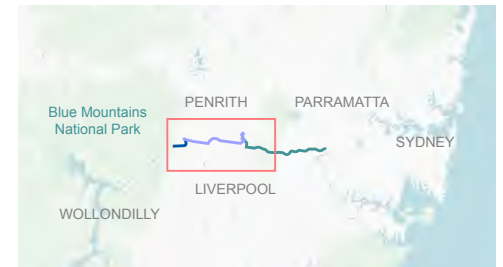 PENRITH
PARRAMATTA
Blue Mountains
National Park
SYDNEY
LIVERPOOL
WOLLONDILLY